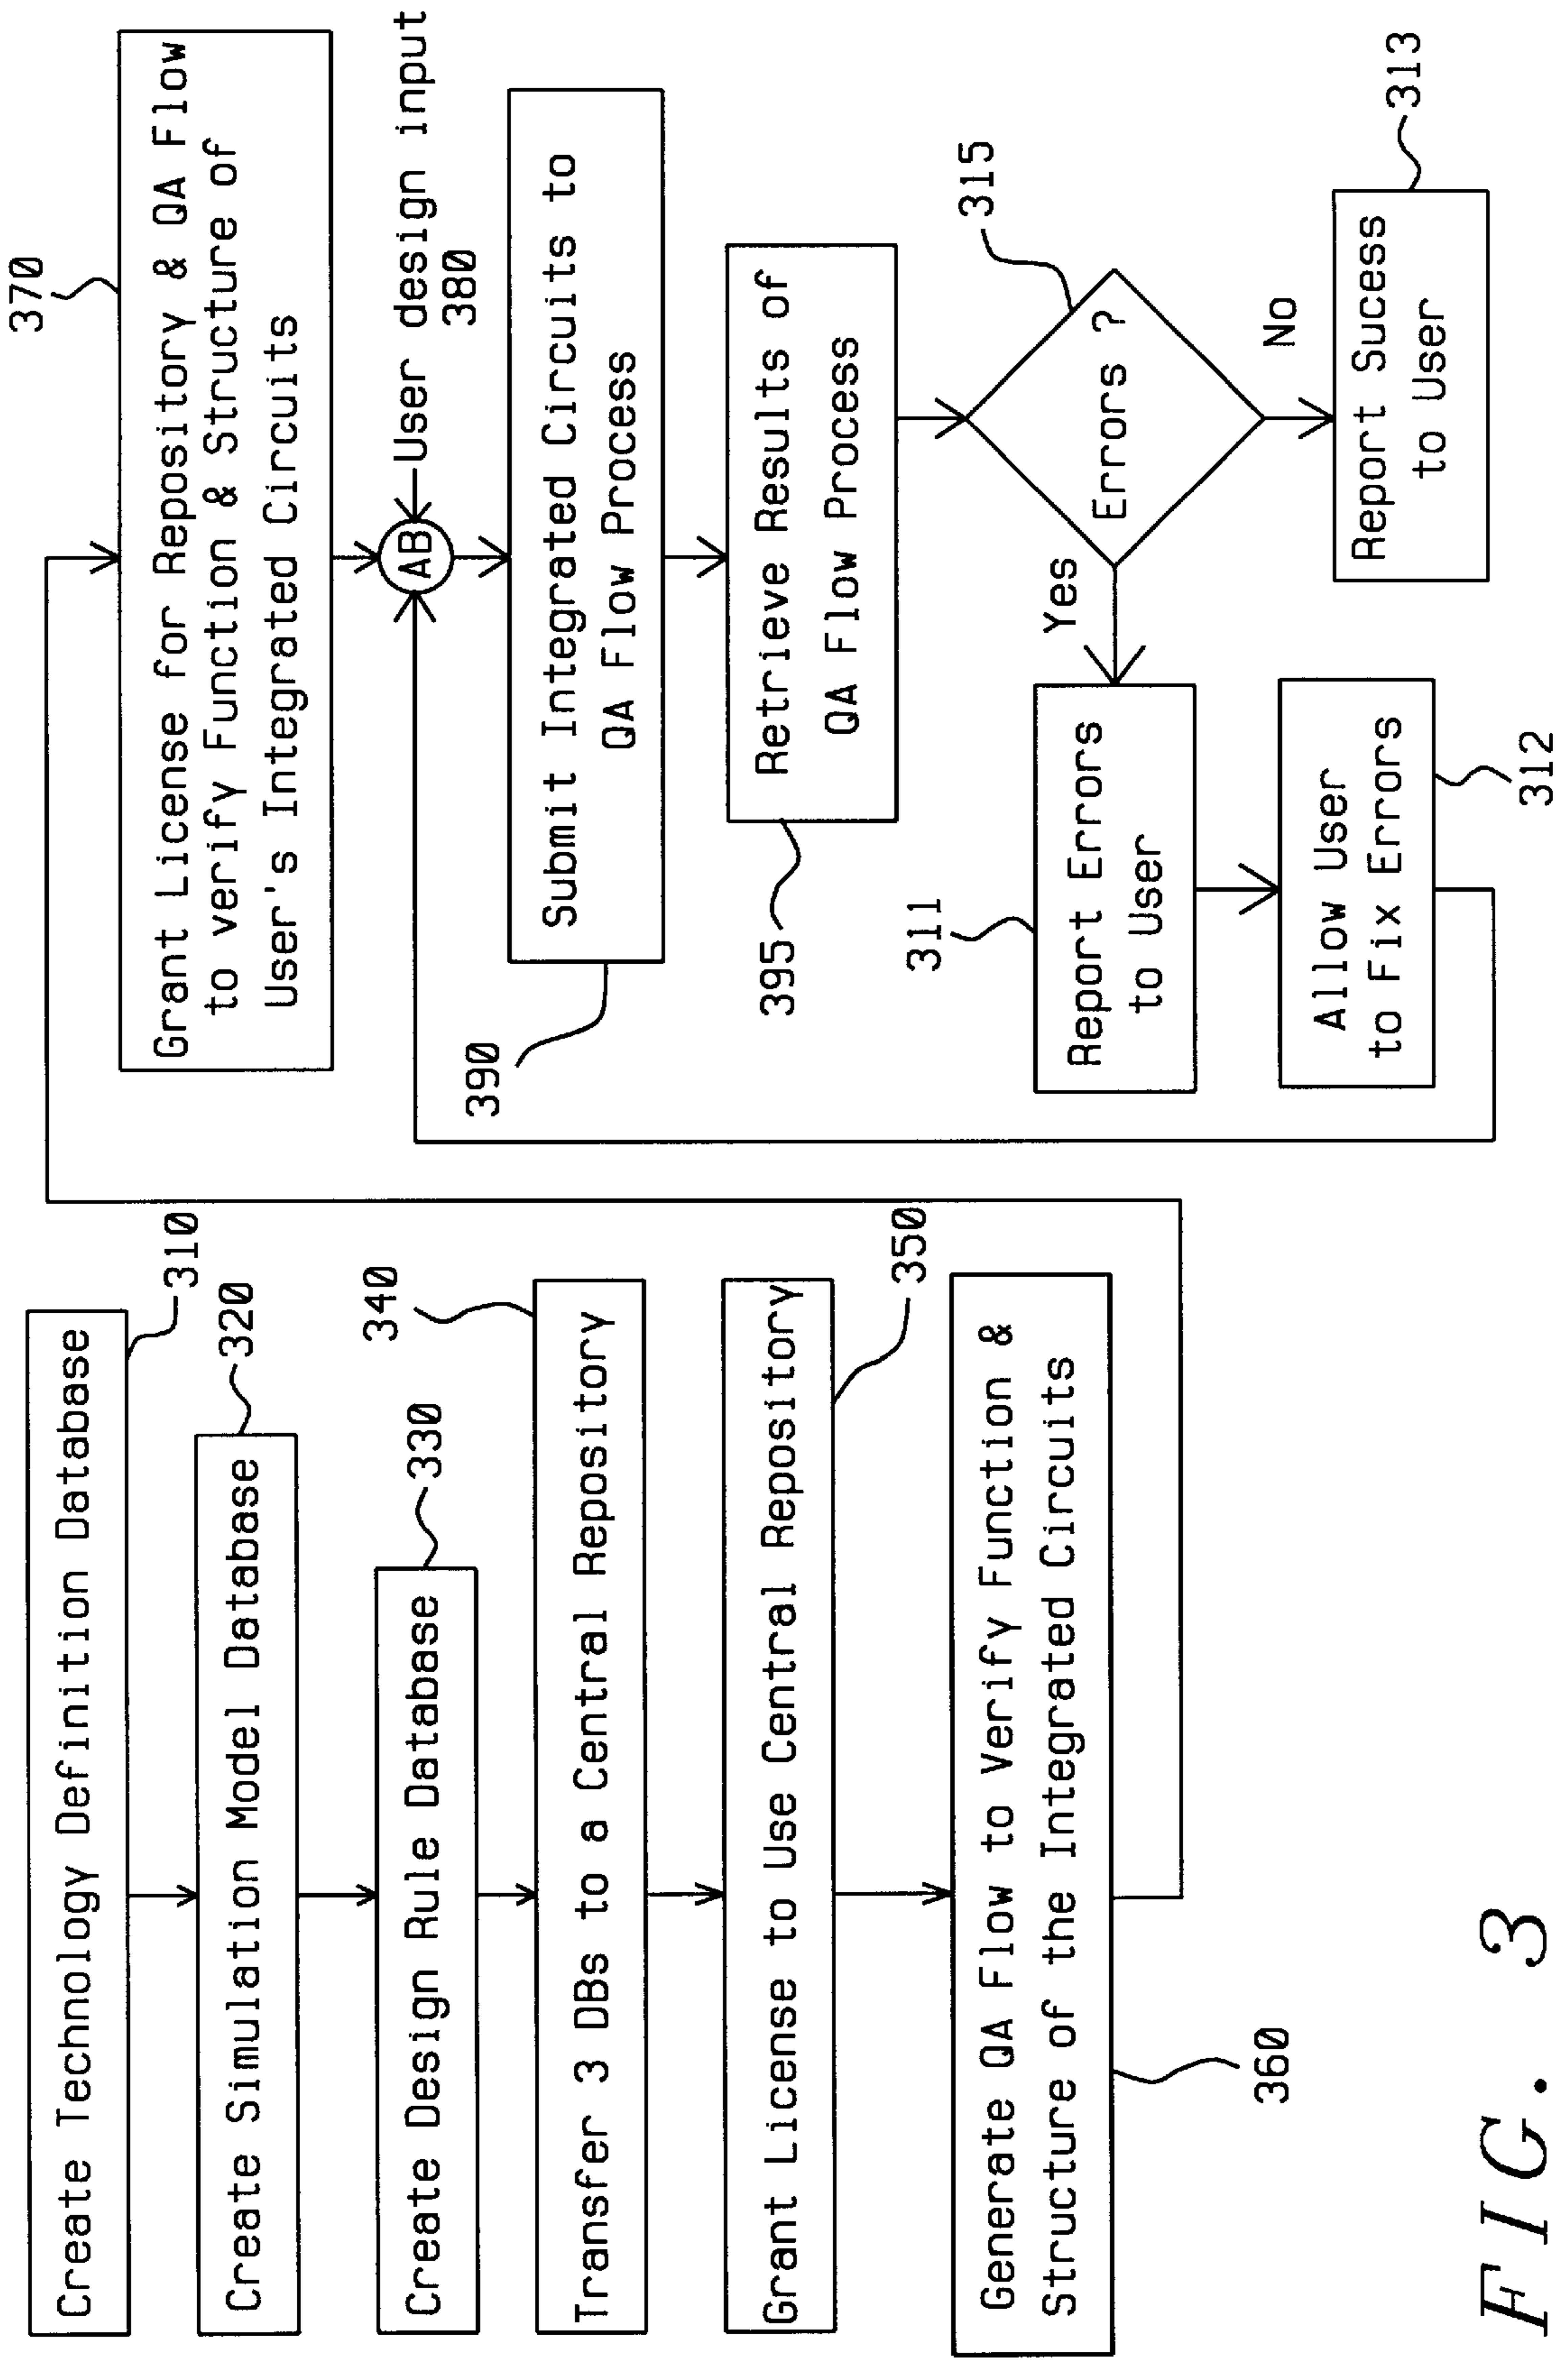 Create Technology Definition Database
310
Create Simulation Model Database
320
Create Design Rule Database
330
340
Transfer 3 DBs to a Central Repository
Grant License to Use Central Repository
350
Generate QA Flow to Verify Function &
Structure of the Integrated Circuits
360
370
Grant License for Repository & QA Flow
to verify Function & Structure of
User's Integrated Circuits
AB
User design input
380
390
Submit Integrated Circuits to
QA Flow Process
395
Retrieve Results of
QA Flow Process
315
Errors ?
Yes
No
311
Report Errors
to User
Allow User
to Fix Errors
312
Report Sucess
to User
313
FIG. 3